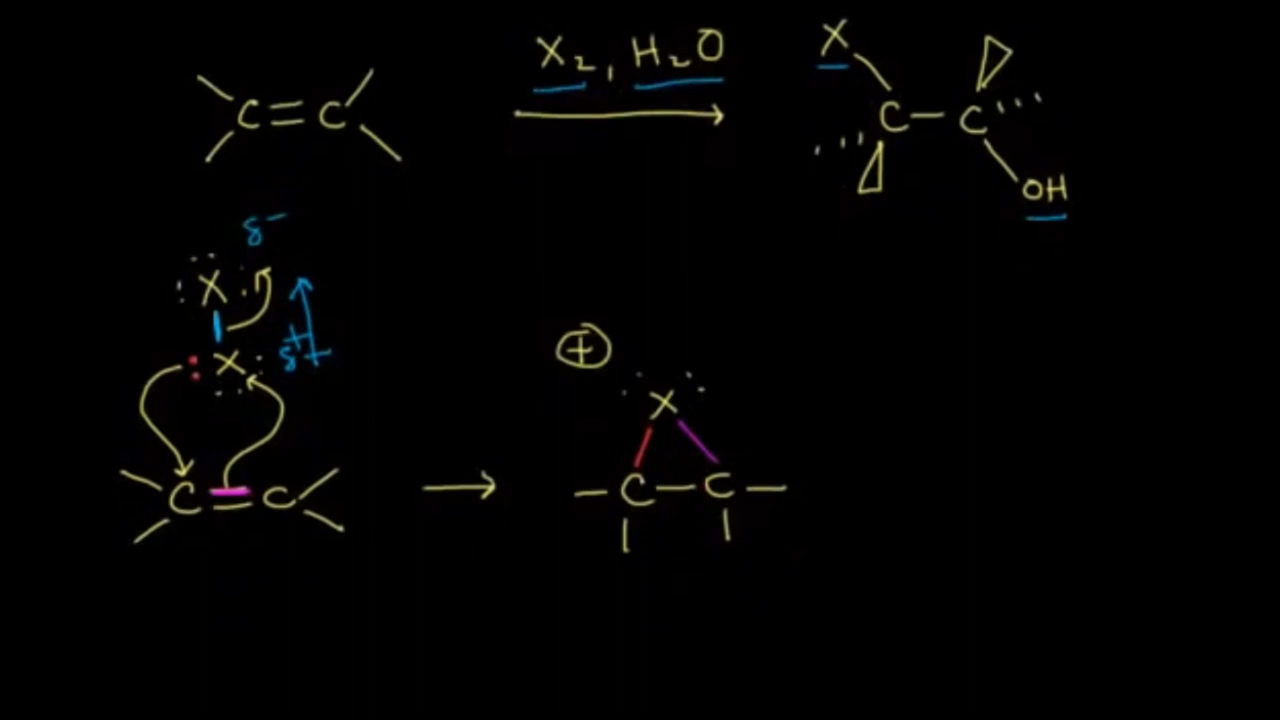 X₂, H₂O
C=C
X
C-C
OH
δ-
X
X
δ+
C=C
+
X
C-C